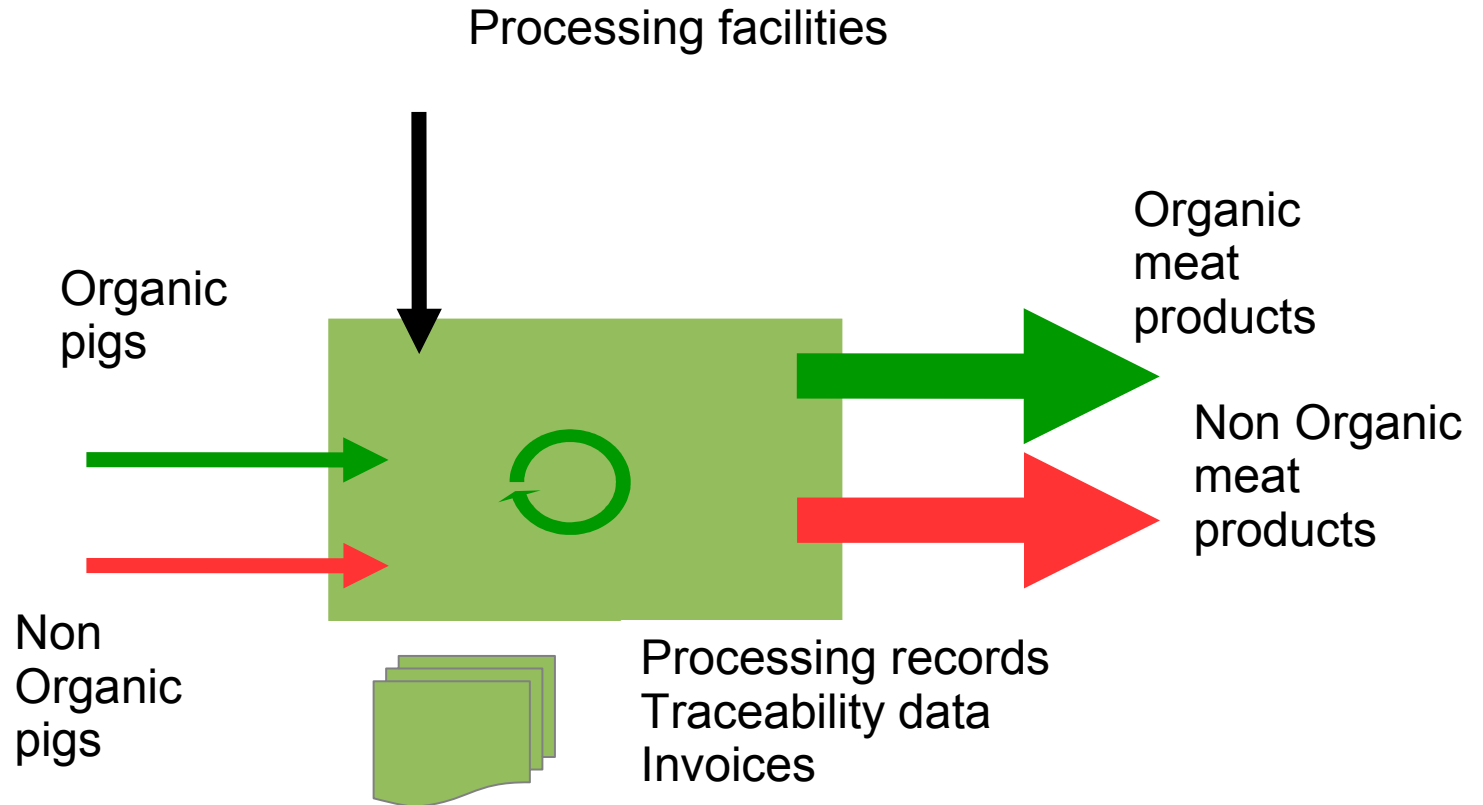 Processing facilities
Organic
pigs
Organic
meat
products
Non Organic
meat
products
Non
Organic
pigs
Processing records
Traceability data
Invoices